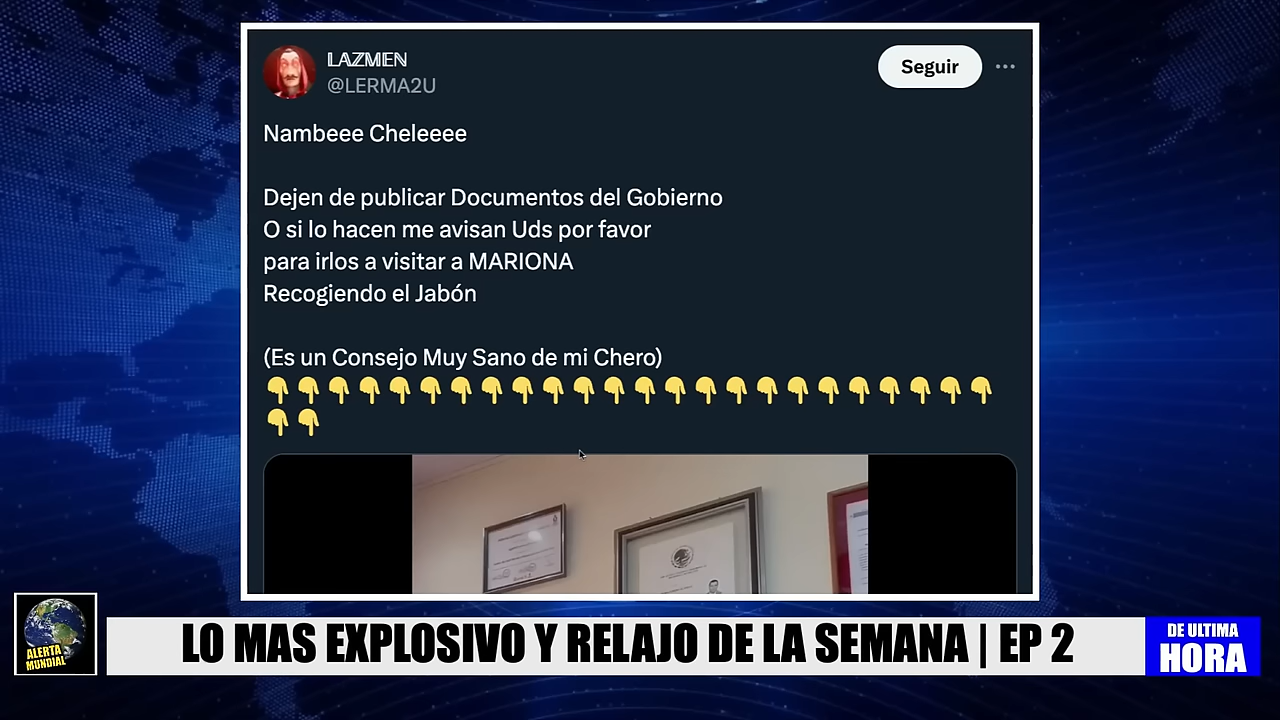 LAZMEN
@LERMA2U
Seguir
Nambeee Cheleeee
Dejen de publicar Documentos del Gobierno
O si lo hacen me avisan Uds por favor
para irlos a visitar a MARIONA
Recogiendo el Jabón
(Es un Consejo Muy Sano de mi Chero)
ALERTA
MUNDIAL
LO MAS EXPLOSIVO Y RELAJO DE LA SEMANA | EP 2
DE ULTIMA
HORA